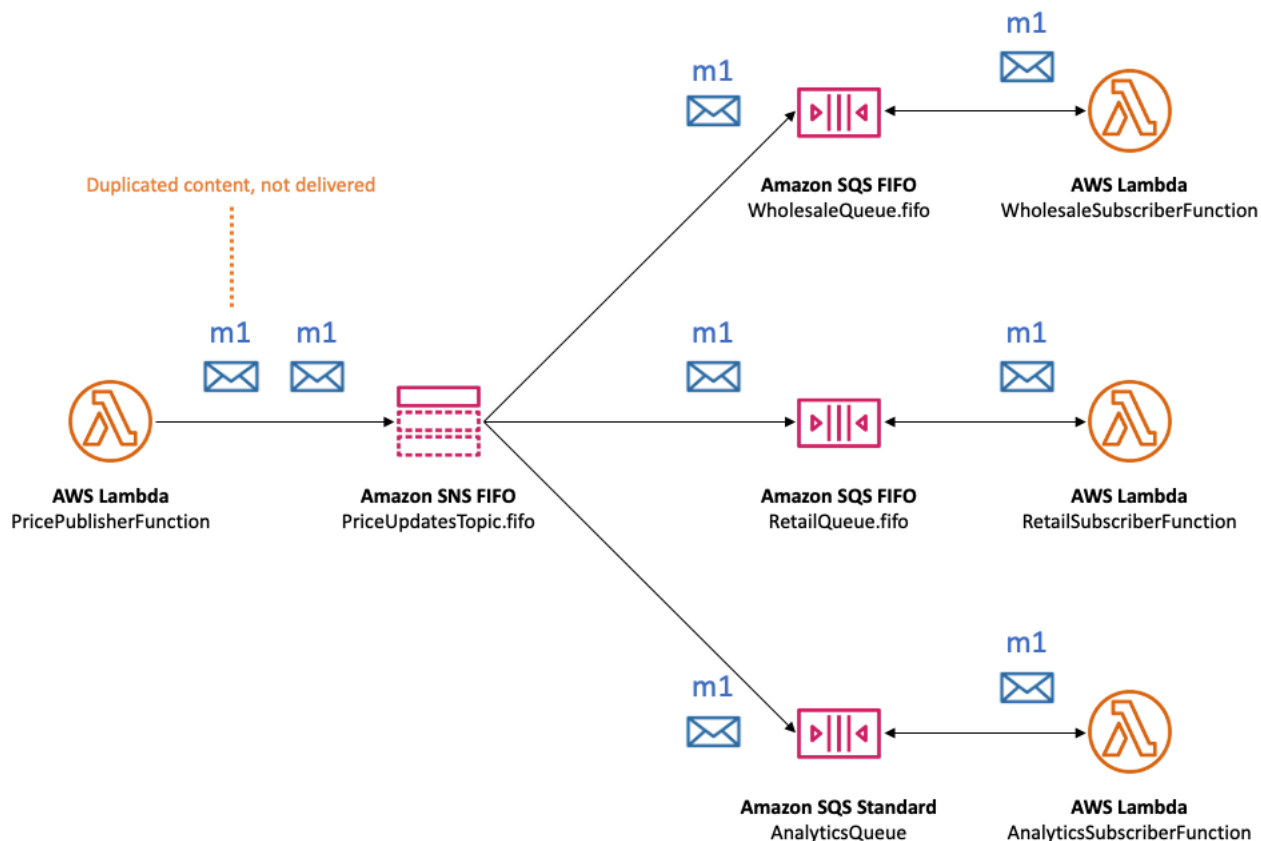 m1
m1
Amazon SQS FIFO
WholesaleQueue.fifo
AWS Lambda
WholesaleSubscriberFunction
Duplicated content, not delivered
m1
m1
m1
m1
AWS Lambda
PricePublisherFunction
Amazon SNS FIFO
PriceUpdatesTopic.fifo
Amazon SQS FIFO
RetailQueue.fifo
AWS Lambda
RetailSubscriberFunction
m1
m1
Amazon SQS Standard
AnalyticsQueue
AWS Lambda
AnalyticsSubscriberFunction